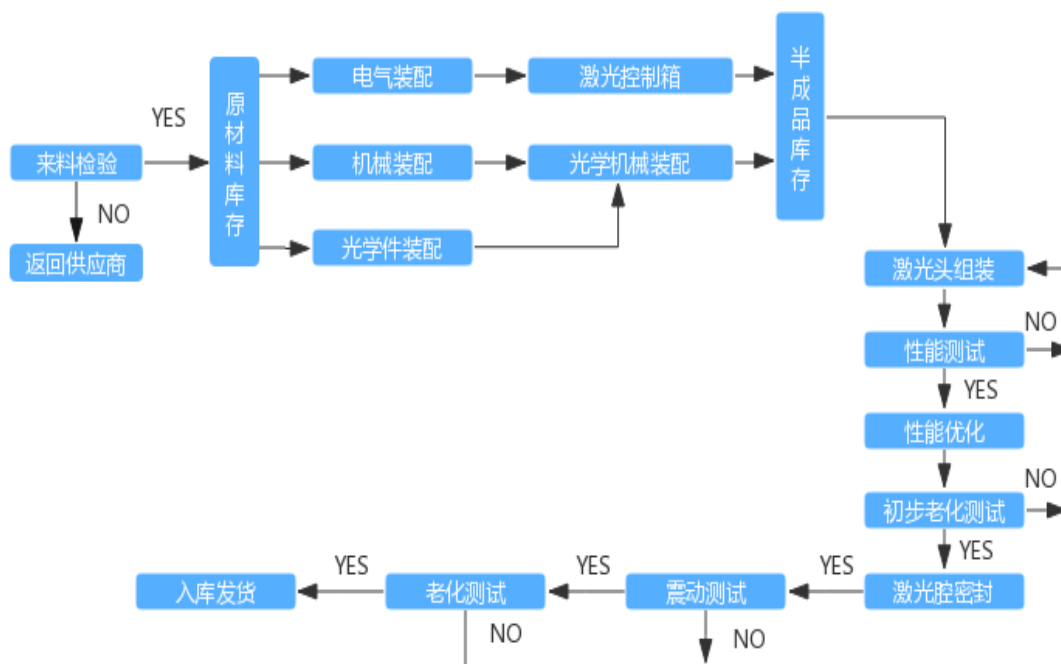 来料检验
YES
NO
返回供应商
原材料库存
电气装配
激光控制箱
机械装配
光学机械装配
光学件装配
半成品库存
激光头组装
性能测试
NO
YES
性能优化
初步老化测试
NO
YES
激光腔密封
YES
震动测试
NO
YES
老化测试
NO
YES
入库发货